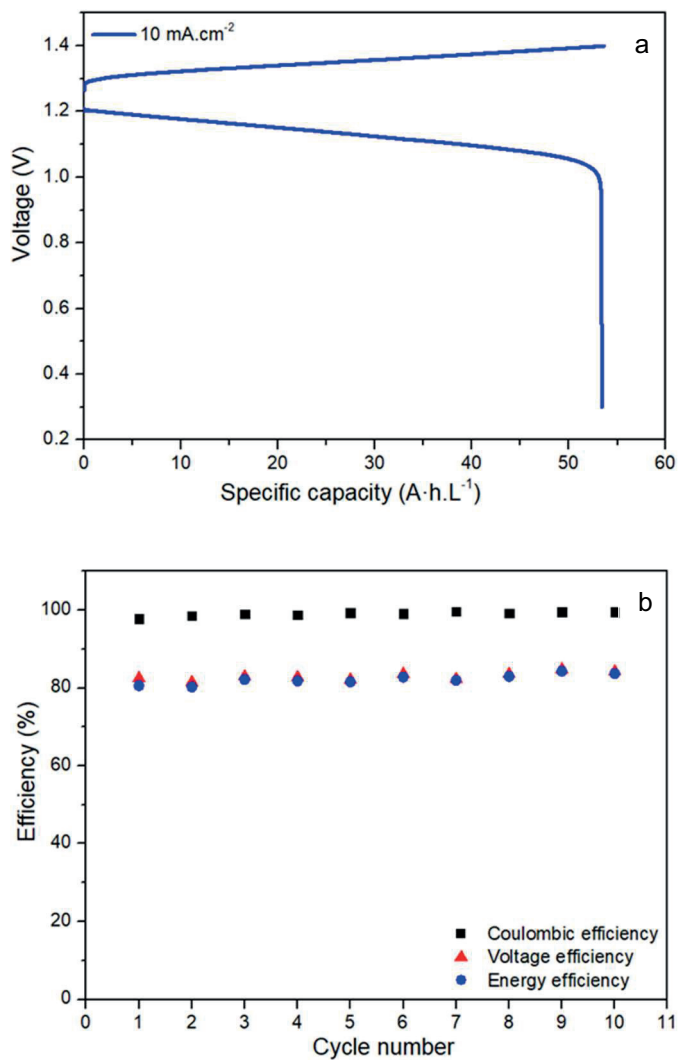 10 mA.cm⁻²
a
1.4
1.2
1.0
0.8
0.6
0.4
0.2
Voltage (V)
0 10 20 30 40 50 60
Specific capacity (A·h.L⁻¹)
b
100
80
60
40
20
0
Efficiency (%)
Coulombic efficiency
Voltage efficiency
Energy efficiency
0 1 2 3 4 5 6 7 8 9 10 11
Cycle number